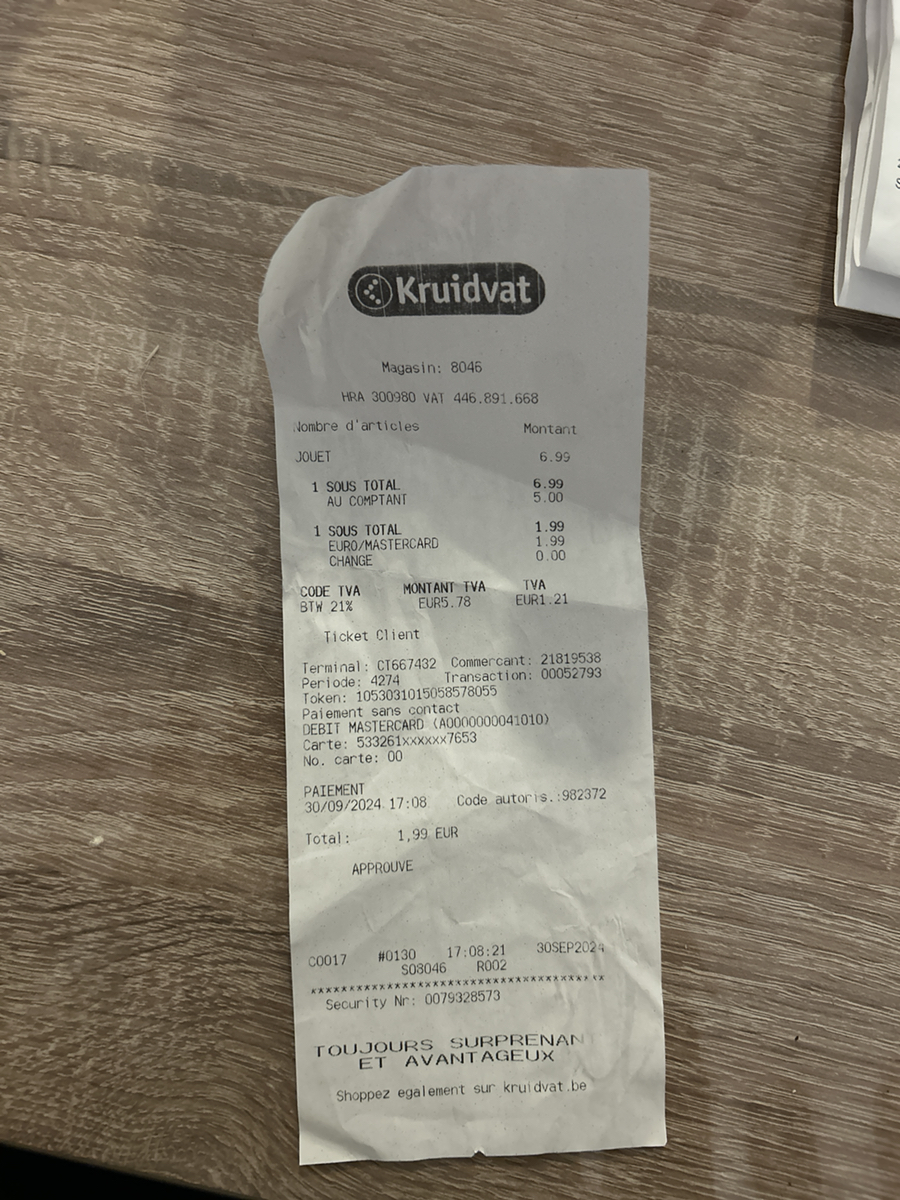 Kruidvat
Magasin: 8046
HRA 300980 VAT 446.891.668
Nombre d'articles Montant
JOUET 6.99
1 SOUS TOTAL 6.99
AU COMPTANT 5.00
1 SOUS TOTAL 1.99
EURO/MASTERCARD 1.99
CHANGE 0.00
CODE TVA MONTANT TVA TVA
BTW 21% EUR5.78 EUR1.21
Ticket Client
Terminal: CT667432 Commercant: 21819538
Periode: 4274 Transaction: 00052793
Token: 1053031015058578055
Paiement sans contact
DEBIT MASTERCARD (A0000000041010)
Carte: 533261xxxxxx7653
No. carte: 00
PAIEMENT
30/09/2024 17:08 Code autoris.:982372
Total: 1,99 EUR
APPROUVE
C0017 #0130 17:08:21 30SEP2024
S08046 R002
***************************************
Security Nr: 0079328573
TOUJOURS SURPRENAN
ET AVANTAGEUX
Shoppez egalement sur kruidvat.be